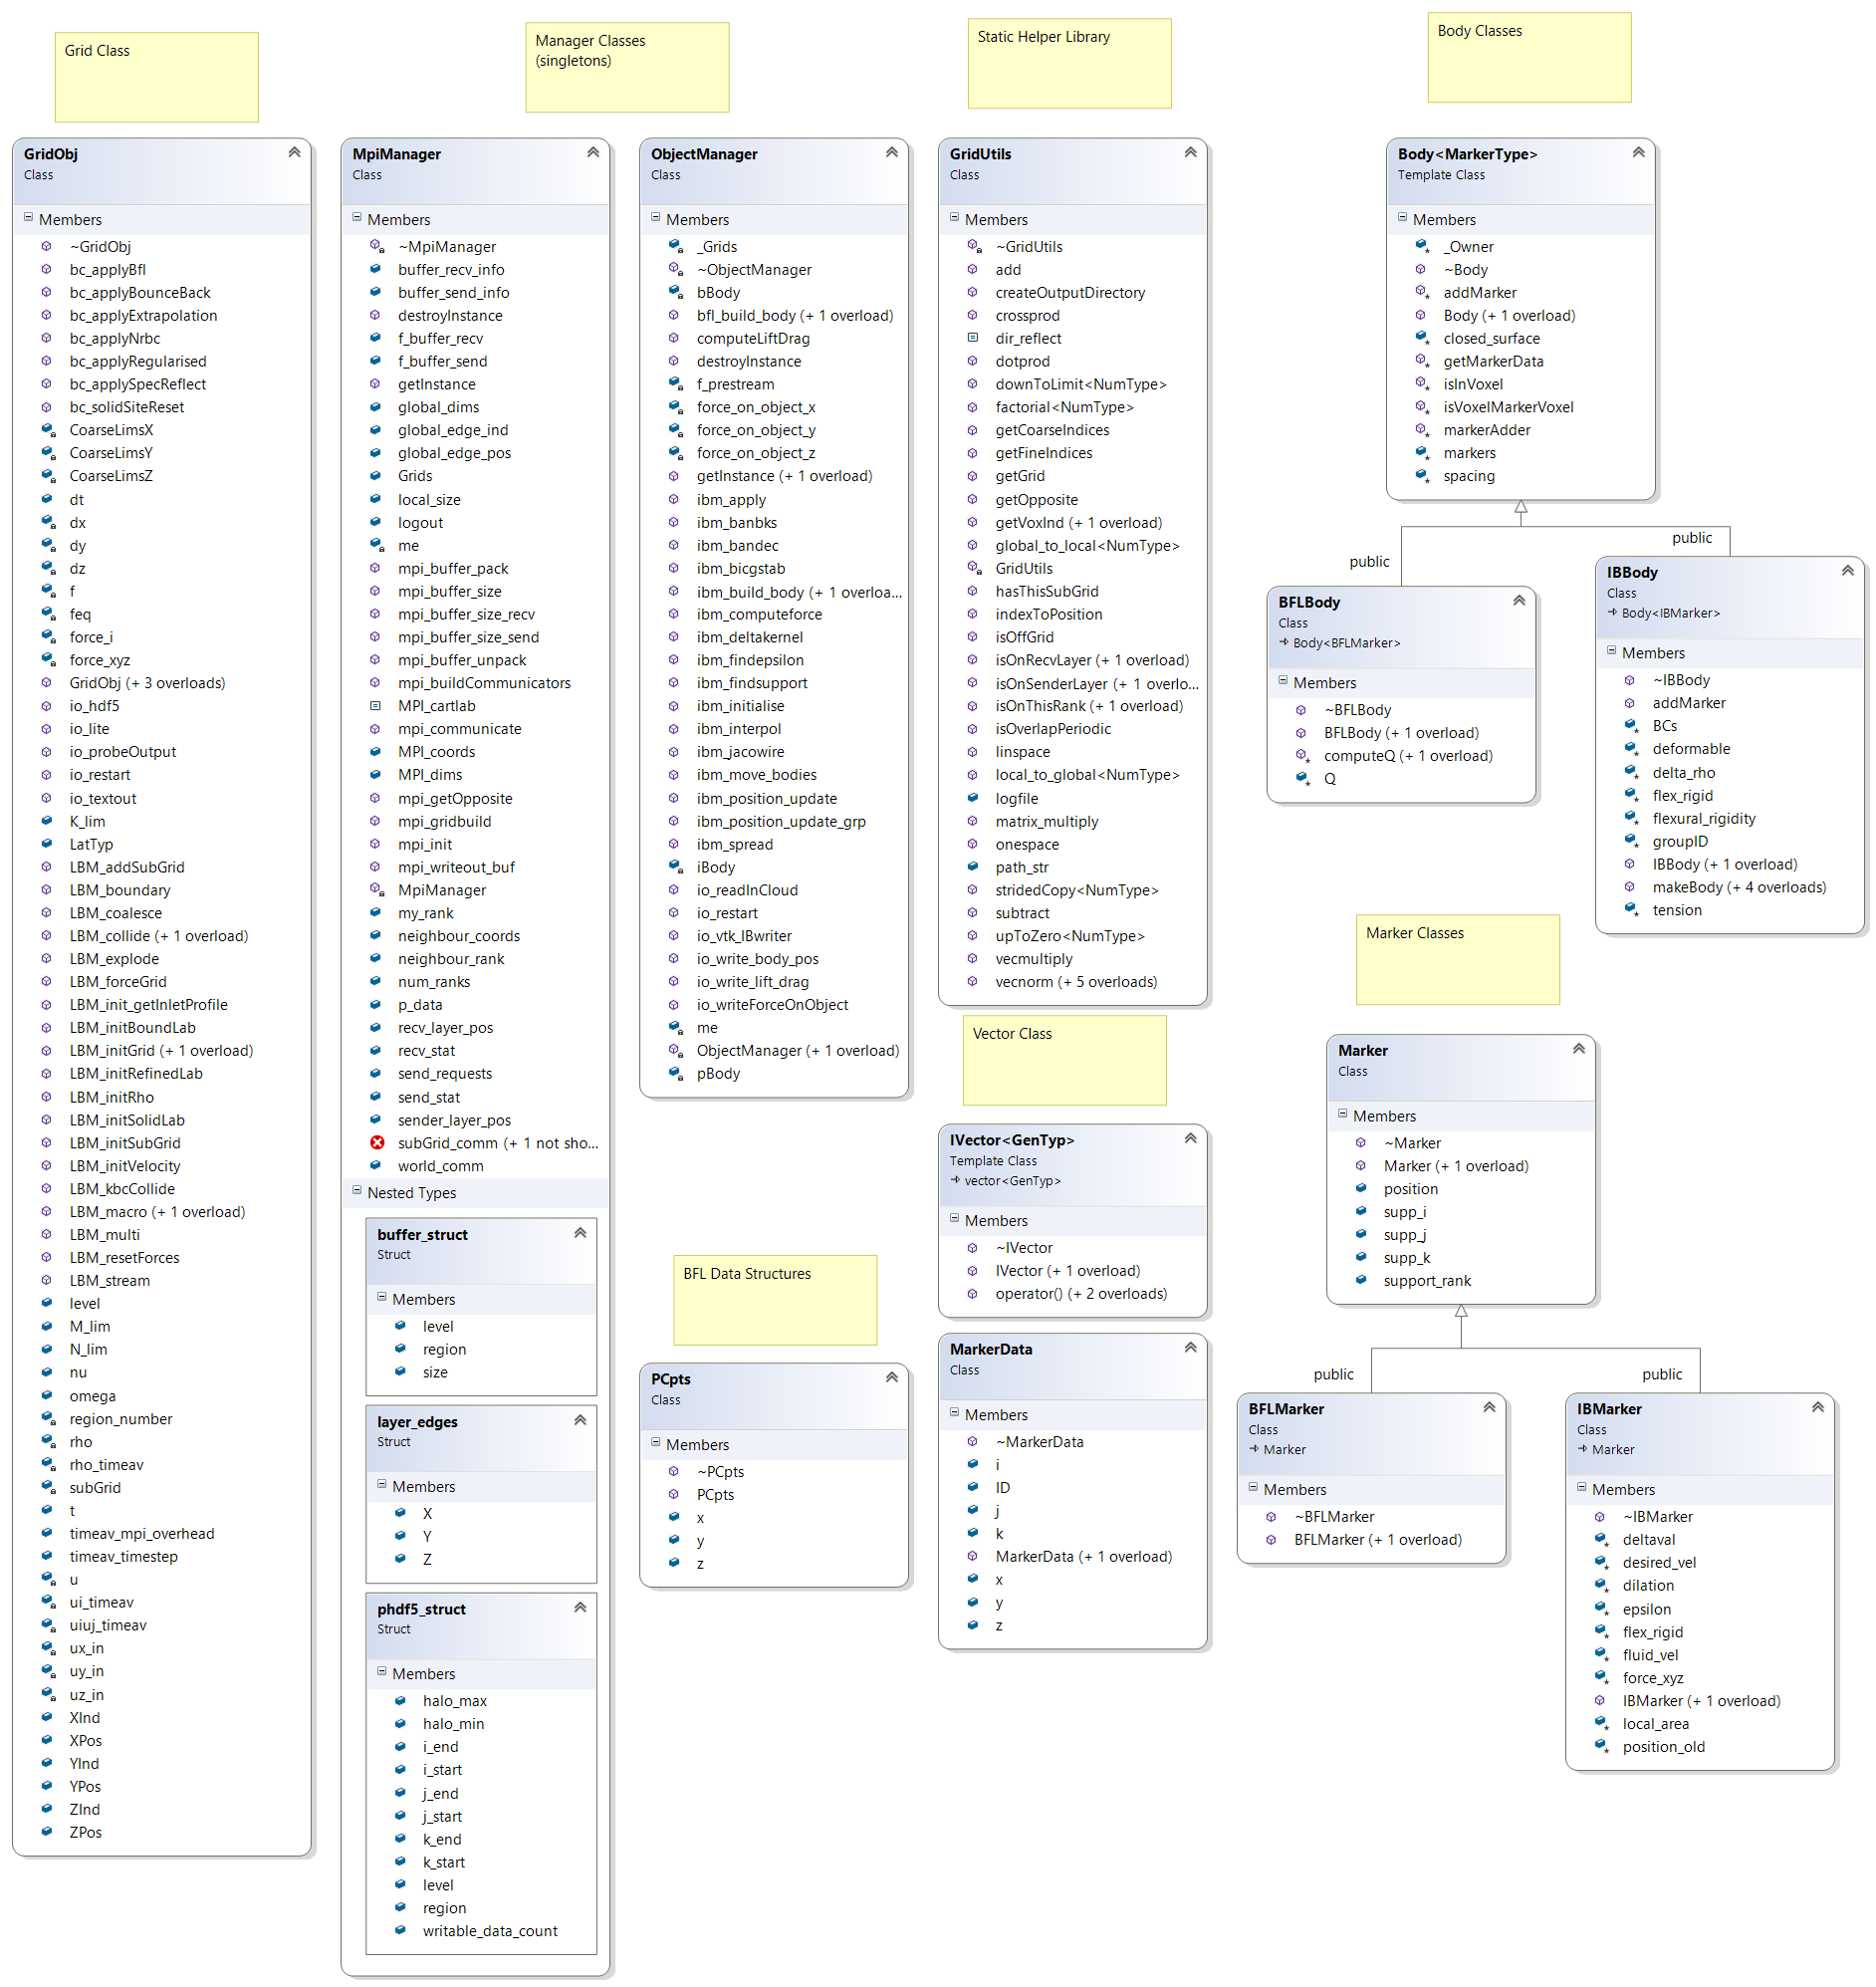 Grid Class
Manager Classes
(singletons)
Static Helper Library
Body Classes
GridObj
Class
Members
~GridObj
bc_applyBfl
bc_applyBounceBack
bc_applyExtrapolation
bc_applyNrbc
bc_applyRegularised
bc_applySpecReflect
bc_solidSiteReset
CoarseLimsX
CoarseLimsY
CoarseLimsZ
dt
dx
dy
dz
f
feq
force_i
force_xyz
GridObj (+ 3 overloads)
io_hdf5
io_lite
io_probeOutput
io_restart
io_textout
K_lim
LatTyp
LBM_addSubGrid
LBM_boundary
LBM_coalesce
LBM_collide (+ 1 overload)
LBM_explode
LBM_forceGrid
LBM_init_getInletProfile
LBM_initBoundLab
LBM_initGrid (+ 1 overload)
LBM_initRefinedLab
LBM_initRho
LBM_initSolidLab
LBM_initSubGrid
LBM_initVelocity
LBM_kbcCollide
LBM_macro (+ 1 overload)
LBM_multi
LBM_resetForces
LBM_stream
level
M_lim
N_lim
nu
omega
region_number
rho
rho_timeav
subGrid
t
timeav_mpi_overhead
timeav_timestep
u
ui_timeav
uiuj_timeav
ux_in
uy_in
uz_in
XInd
XPos
YInd
YPos
ZInd
ZPos
MpiManager
Class
Members
~MpiManager
buffer_recv_info
buffer_send_info
destroyInstance
f_buffer_recv
f_buffer_send
getInstance
global_dims
global_edge_ind
global_edge_pos
Grids
local_size
logout
me
mpi_buffer_pack
mpi_buffer_size
mpi_buffer_size_recv
mpi_buffer_size_send
mpi_buffer_unpack
mpi_buildCommunicators
MPI_cartlab
mpi_communicate
MPI_coords
MPI_dims
mpi_getOpposite
mpi_gridbuild
mpi_init
mpi_writeout_buf
MpiManager
my_rank
neighbour_coords
neighbour_rank
num_ranks
p_data
recv_layer_pos
recv_stat
send_requests
send_stat
sender_layer_pos
subGrid_comm (+ 1 not sho...
world_comm
Nested Types
buffer_struct
Struct
Members
level
region
size
layer_edges
Struct
Members
X
Y
Z
phdf5_struct
Struct
Members
halo_max
halo_min
i_end
i_start
j_end
j_start
k_end
k_start
level
region
writable_data_count
ObjectManager
Class
Members
_Grids
~ObjectManager
bBody
bfl_build_body (+ 1 overload)
computeLiftDrag
destroyInstance
f_prestream
force_on_object_x
force_on_object_y
force_on_object_z
getInstance (+ 1 overload)
ibm_apply
ibm_banbks
ibm_bandec
ibm_bicgstab
ibm_build_body (+ 1 overloa...
ibm_computeforce
ibm_deltakernel
ibm_findepsilon
ibm_findsupport
ibm_initialise
ibm_interpol
ibm_jacowire
ibm_move_bodies
ibm_position_update
ibm_position_update_grp
ibm_spread
iBody
io_readInCloud
io_restart
io_vtk_IBwriter
io_write_body_pos
io_write_lift_drag
io_writeForceOnObject
me
ObjectManager (+ 1 overload)
pBody
BFL Data Structures
PCpts
Class
Members
~PCpts
PCpts
x
y
z
GridUtils
Class
Members
~GridUtils
add
createOutputDirectory
crossprod
dir_reflect
dotprod
downToLimit<NumType>
factorial<NumType>
getCoarseIndices
getFineIndices
getGrid
getOpposite
getVoxInd (+ 1 overload)
global_to_local<NumType>
GridUtils
hasThisSubGrid
indexToPosition
isOffGrid
isOnRecvLayer (+ 1 overload)
isOnSenderLayer (+ 1 overlo...
isOnThisRank (+ 1 overload)
isOverlapPeriodic
linspace
local_to_global<NumType>
logfile
matrix_multiply
onespace
path_str
stridedCopy<NumType>
subtract
upToZero<NumType>
vecmultiply
vecnorm (+ 5 overloads)
Vector Class
IVector<GenTyp>
Template Class
vector<GenTyp>
Members
~IVector
IVector (+ 1 overload)
operator() (+ 2 overloads)
MarkerData
Class
Members
~MarkerData
i
ID
j
k
MarkerData (+ 1 overload)
x
y
z
Body<MarkerType>
Template Class
Members
_Owner
~Body
addMarker
Body (+ 1 overload)
closed_surface
getMarkerData
isInVoxel
isVoxelMarkerVoxel
markerAdder
markers
spacing
public
public
BFLBody
Class
Body<BFLMarker>
Members
~BFLBody
BFLBody (+ 1 overload)
computeQ (+ 1 overload)
Q
IBBody
Class
Body<IBMarker>
Members
~IBBody
addMarker
BCs
deformable
delta_rho
flex_rigid
flexural_rigidity
groupID
IBBody (+ 1 overload)
makeBody (+ 4 overloads)
tension
Marker Classes
Marker
Class
Members
~Marker
Marker (+ 1 overload)
position
supp_i
supp_j
supp_k
support_rank
public
public
BFLMarker
Class
Marker
Members
~BFLMarker
BFLMarker (+ 1 overload)
IBMarker
Class
Marker
Members
~IBMarker
deltaval
desired_vel
dilation
epsilon
flex_rigid
fluid_vel
force_xyz
IBMarker (+ 1 overload)
local_area
position_old